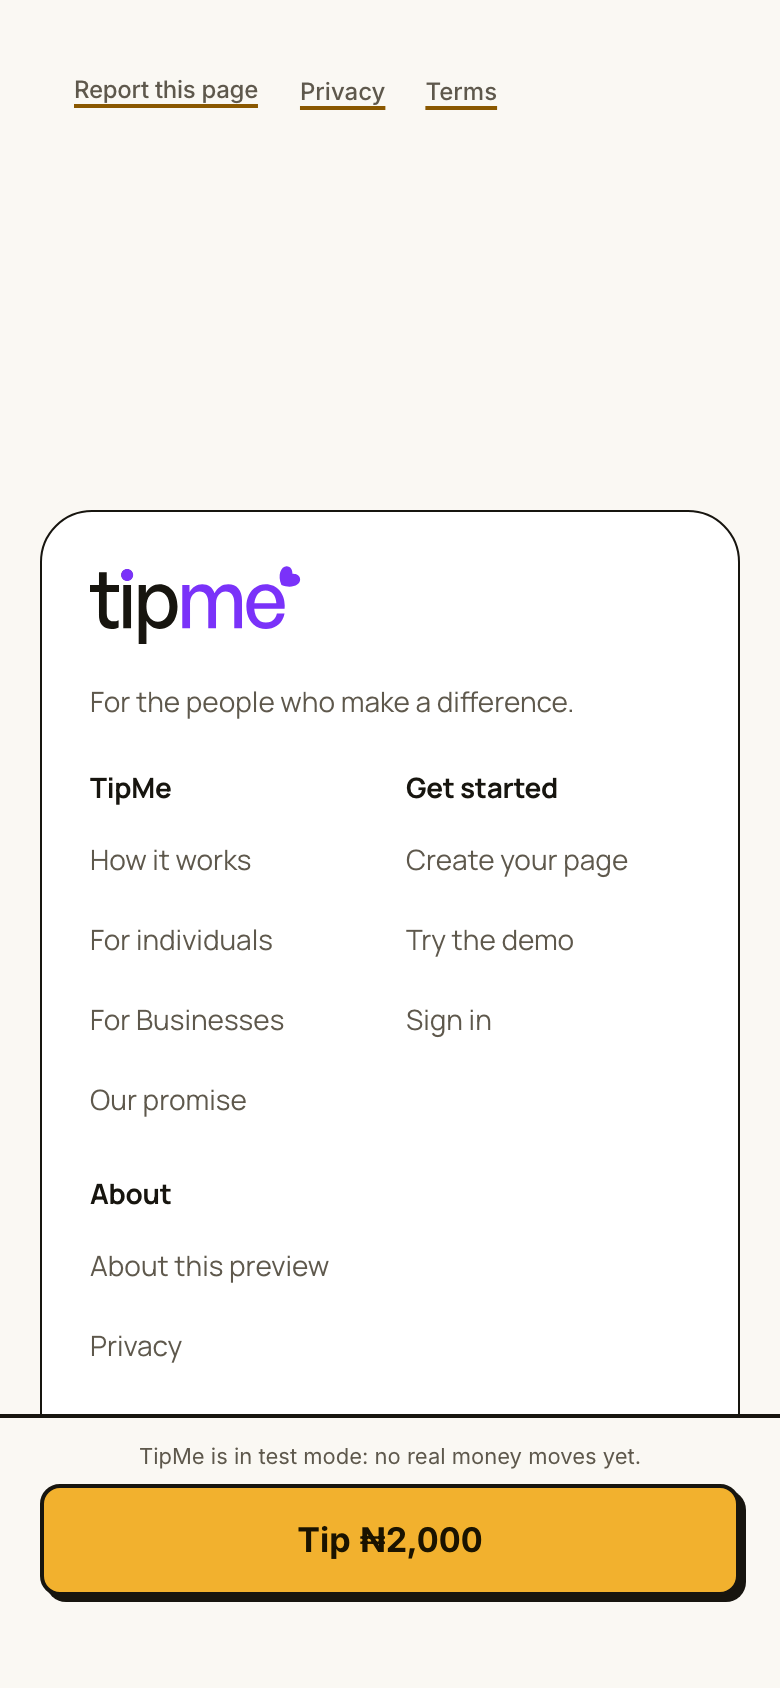 Report this page Privacy Terms
tipme
For the people who make a difference.
TipMe
How it works
For individuals
For Businesses
Our promise
Get started
Create your page
Try the demo
Sign in
About
About this preview
Privacy
TipMe is in test mode: no real money moves yet.
Tip ₦2,000